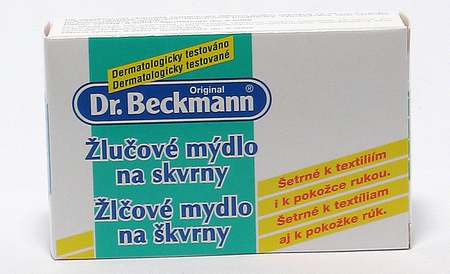 Dermatologicky testováno
Dermatologicky testované
Original
Dr. Beckmann®
Žlučové mýdlo
na skvrny
Žlčové mydlo
na škvrny
Šetrné k textiliím
i k pokožce rukou.
Šetrné k textíliam
aj k pokožke rúk.